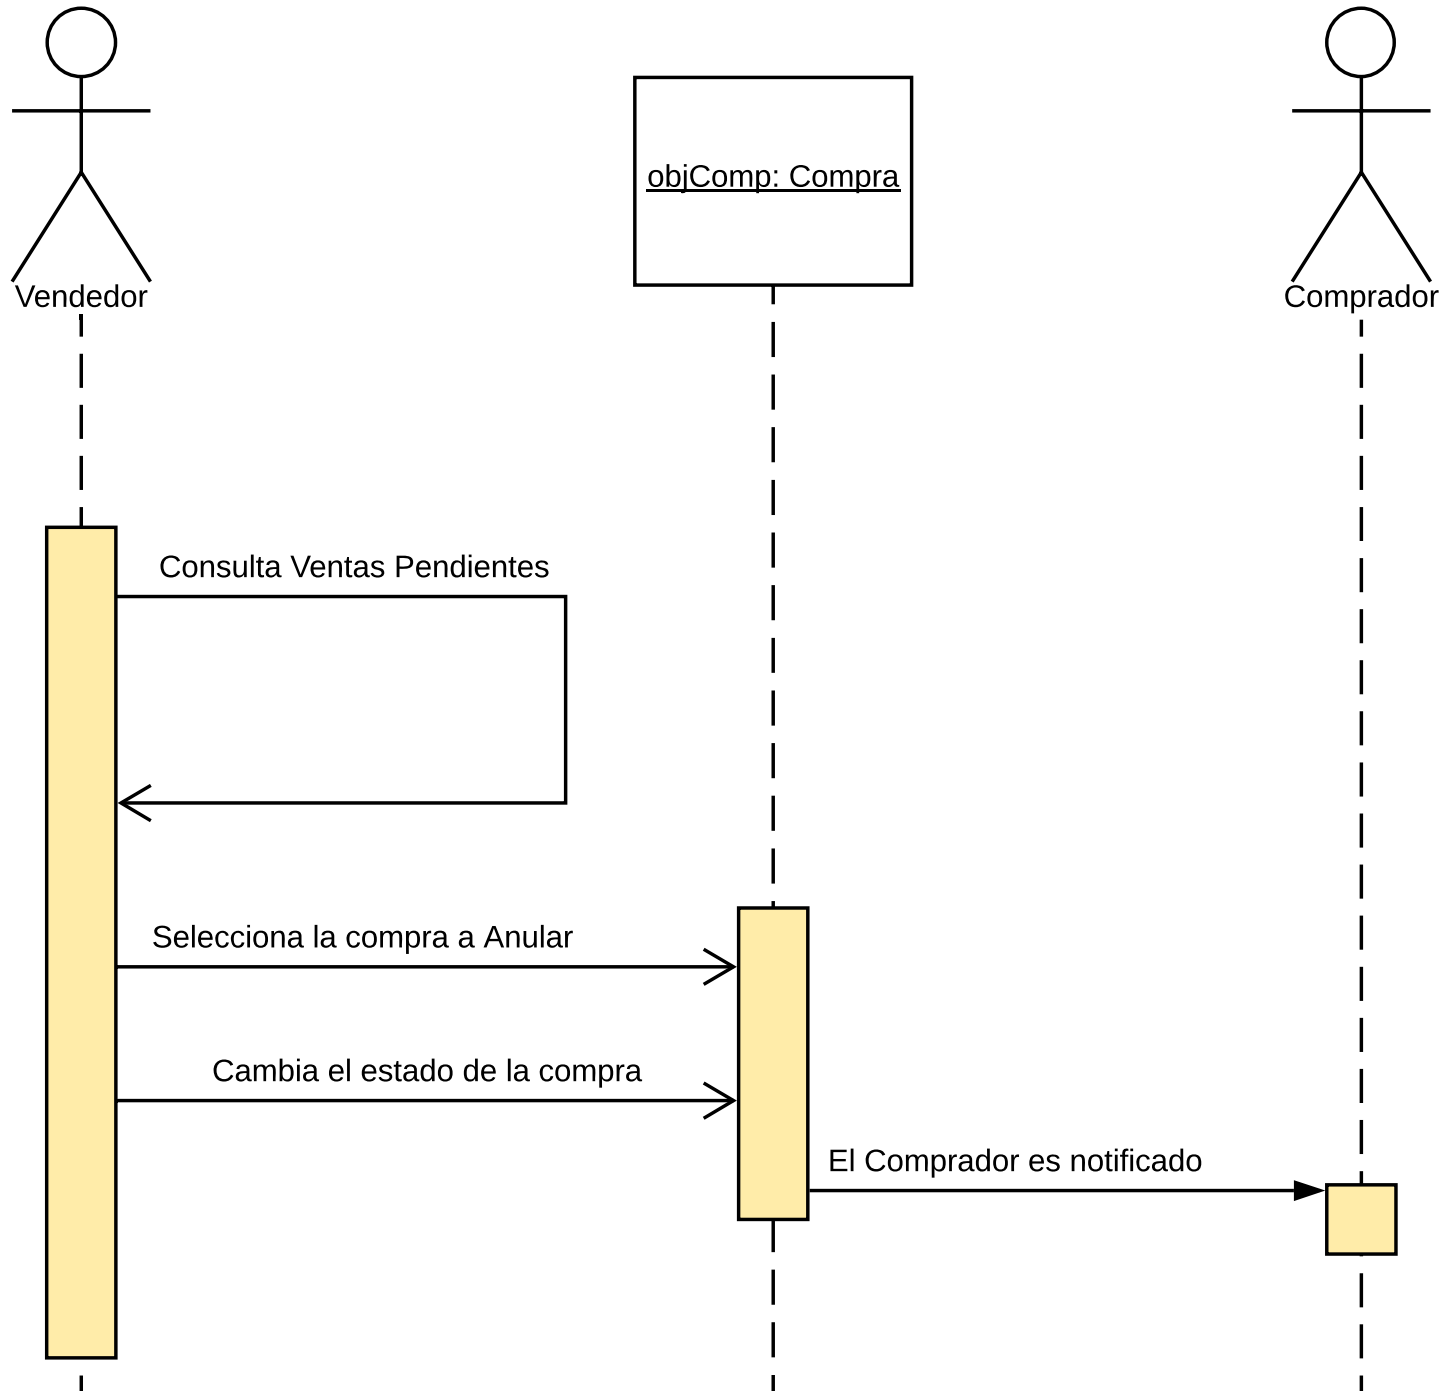 objComp: Compra
Vendedor
Comprador
Consulta Ventas Pendientes
Selecciona la compra a Anular
Cambia el estado de la compra
El Comprador es notificado